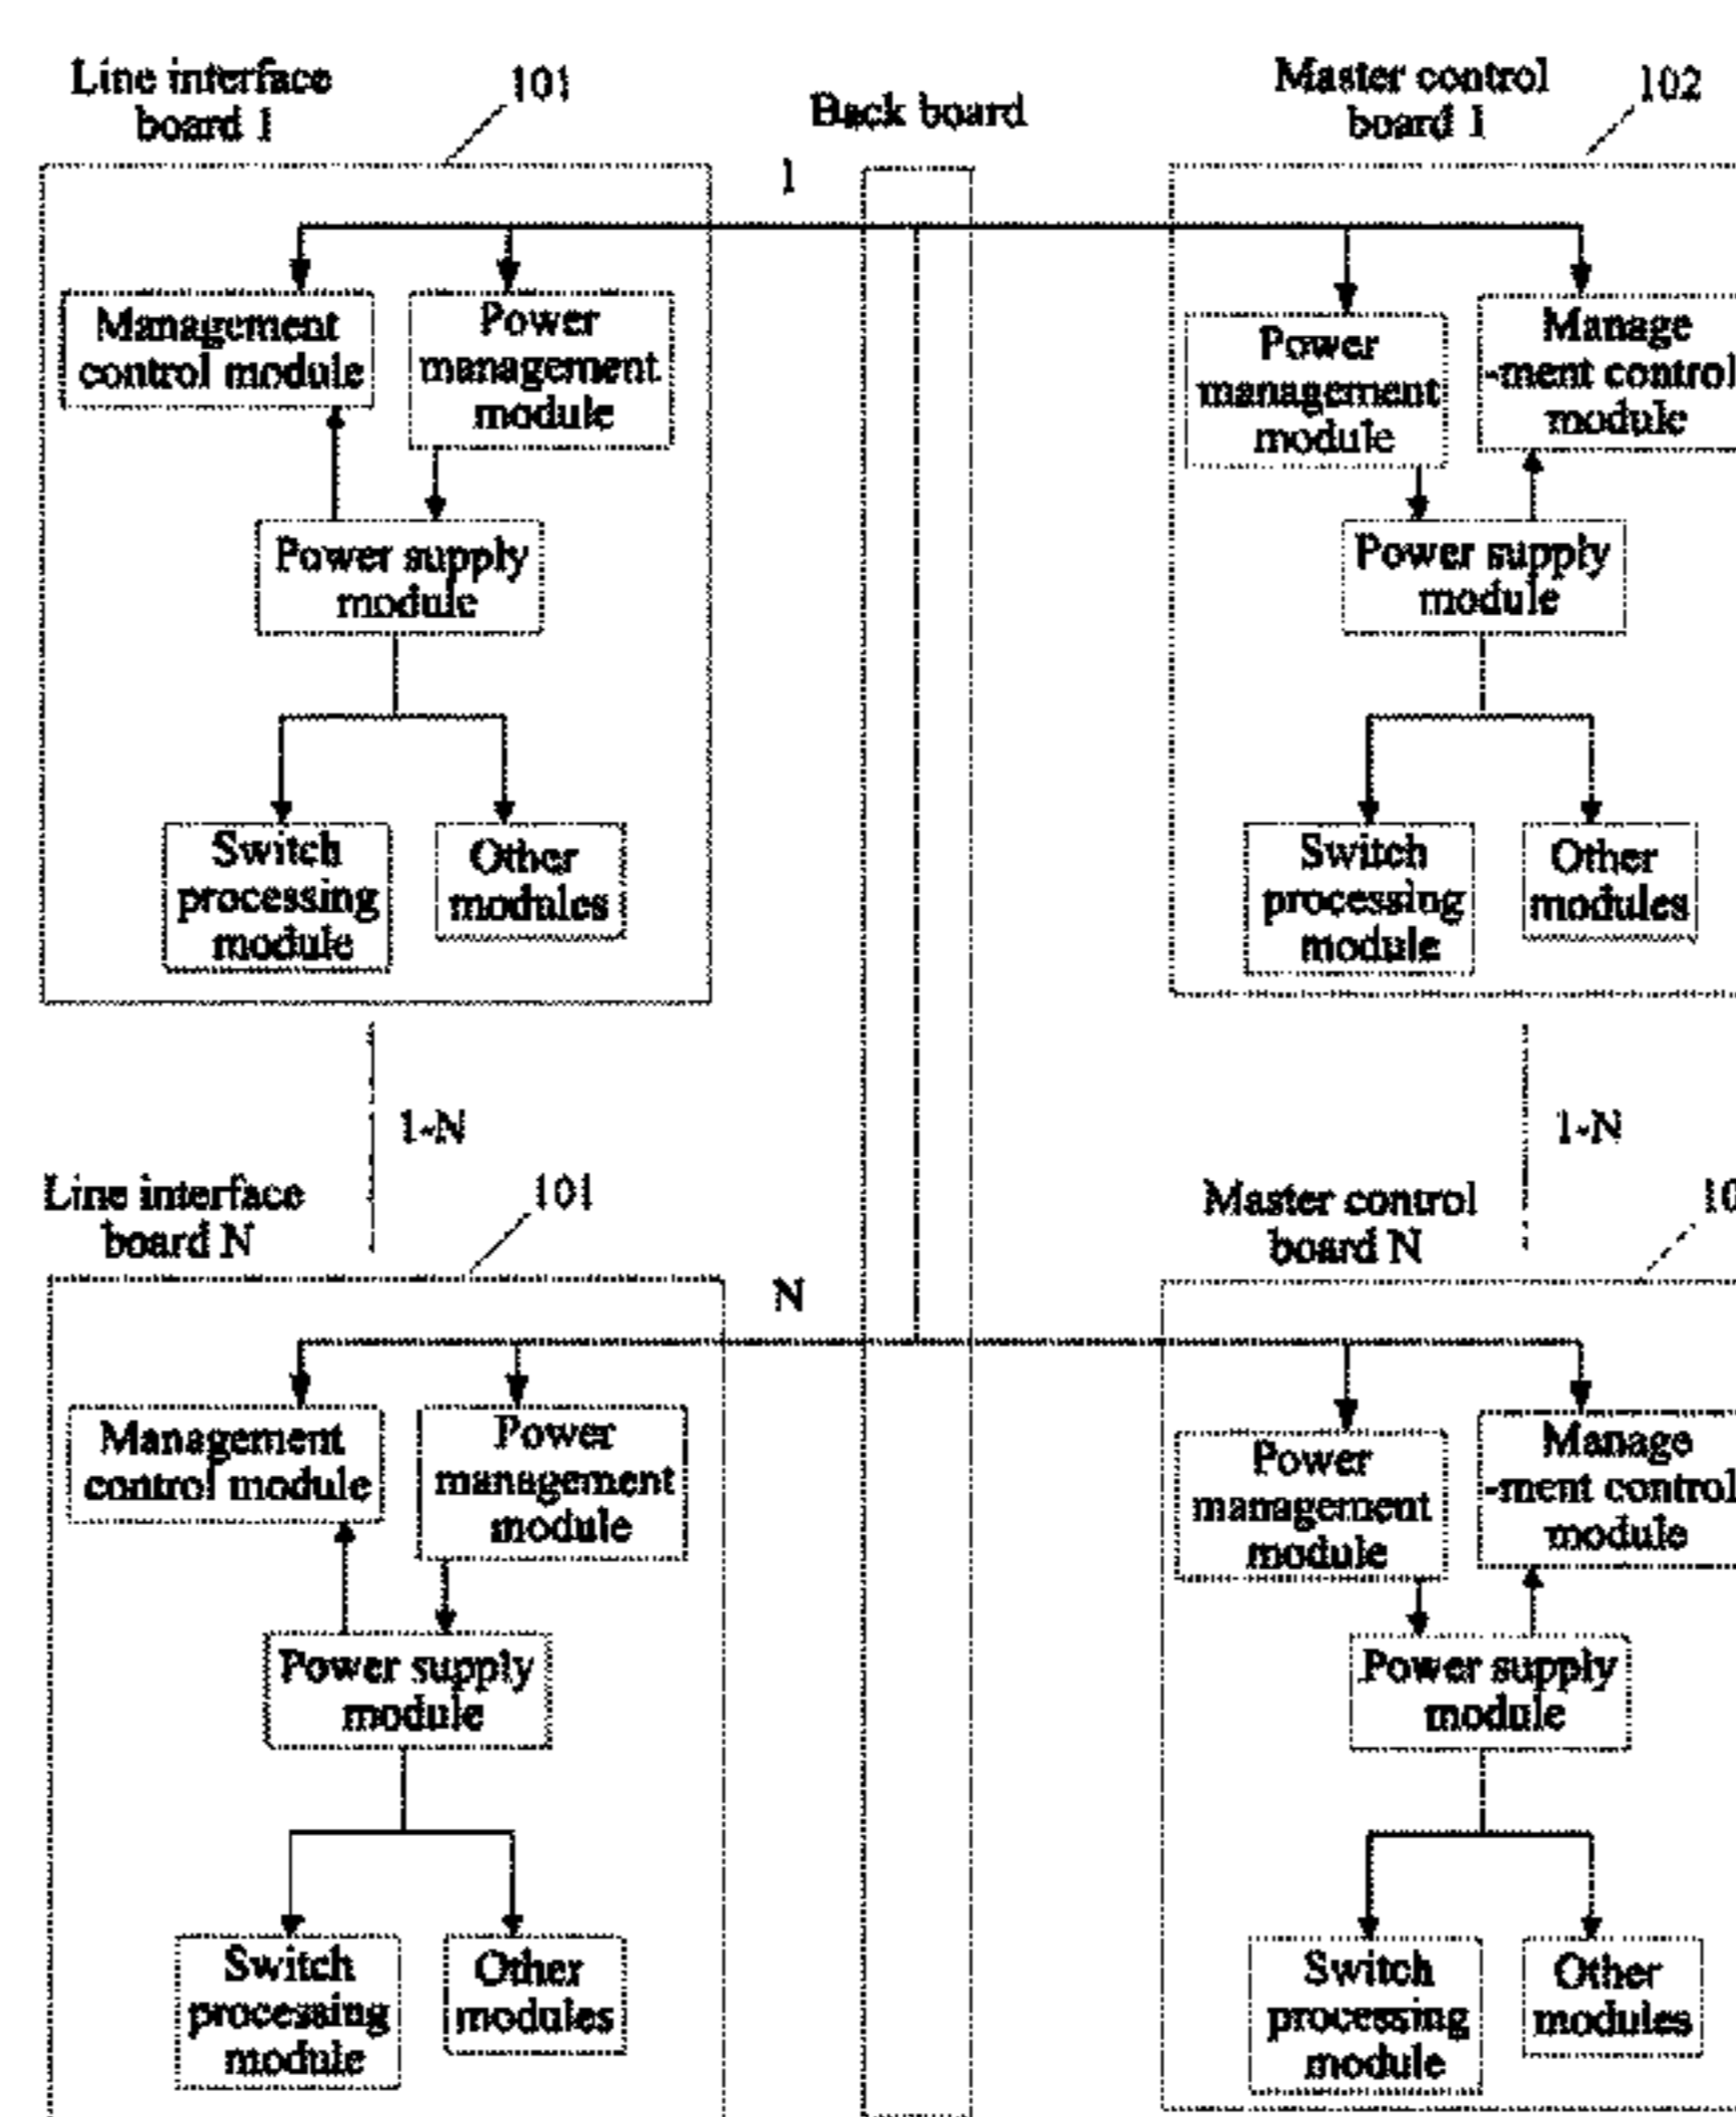 Line interface
board 1
101
Back board
Master control
board 1
102
1
Management
control module
Power
management
module
Power supply
module
Switch
processing
module
Other
modules
Power
management
module
Manage
-ment control
module
Power supply
module
Switch
processing
module
Other
modules
1-N
1-N
Line interface
board N
101
Master control
board N
10
N
Management
control module
Power
management
module
Power supply
module
Switch
processing
module
Other
modules
Power
management
module
Manage
-ment control
module
Power supply
module
Switch
processing
module
Other
modules